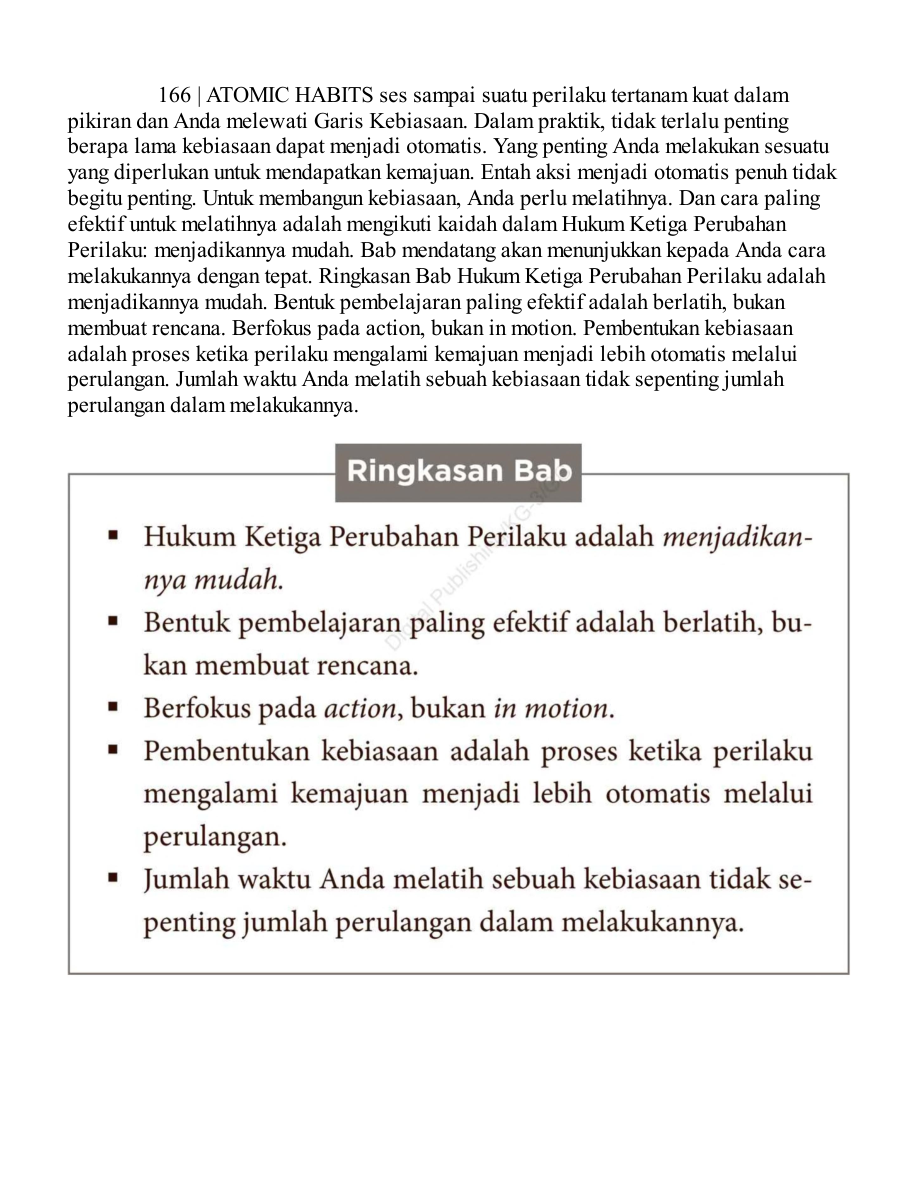 166 | ATOMIC HABITS ses sampai suatu perilaku tertanam kuat dalam
pikiran dan Anda melewati Garis Kebiasaan. Dalam praktik, tidak terlalu penting
berapa lama kebiasaan dapat menjadi otomatis. Yang penting Anda melakukan sesuatu
yang diperlukan untuk mendapatkan kemajuan. Entah aksi menjadi otomatis penuh tidak
begitu penting. Untuk membangun kebiasaan, Anda perlu melatihnya. Dan cara paling
efektif untuk melatihnya adalah mengikuti kaidah dalam Hukum Ketiga Perubahan
Perilaku: menjadikannya mudah. Bab mendatang akan menunjukkan kepada Anda cara
melakukannya dengan tepat. Ringkasan Bab Hukum Ketiga Perubahan Perilaku adalah
menjadikannya mudah. Bentuk pembelajaran paling efektif adalah berlatih, bukan
membuat rencana. Berfokus pada action, bukan in motion. Pembentukan kebiasaan
adalah proses ketika perilaku mengalami kemajuan menjadi lebih otomatis melalui
perulangan. Jumlah waktu Anda melatih sebuah kebiasaan tidak sepenting jumlah
perulangan dalam melakukannya.
Ringkasan Bab
▪ Hukum Ketiga Perubahan Perilaku adalah menjadikan-
nya mudah.
▪ Bentuk pembelajaran paling efektif adalah berlatih, bu-
kan membuat rencana.
▪ Berfokus pada action, bukan in motion.
▪ Pembentukan kebiasaan adalah proses ketika perilaku
mengalami kemajuan menjadi lebih otomatis melalui
perulangan.
▪ Jumlah waktu Anda melatih sebuah kebiasaan tidak se-
penting jumlah perulangan dalam melakukannya.
Digital